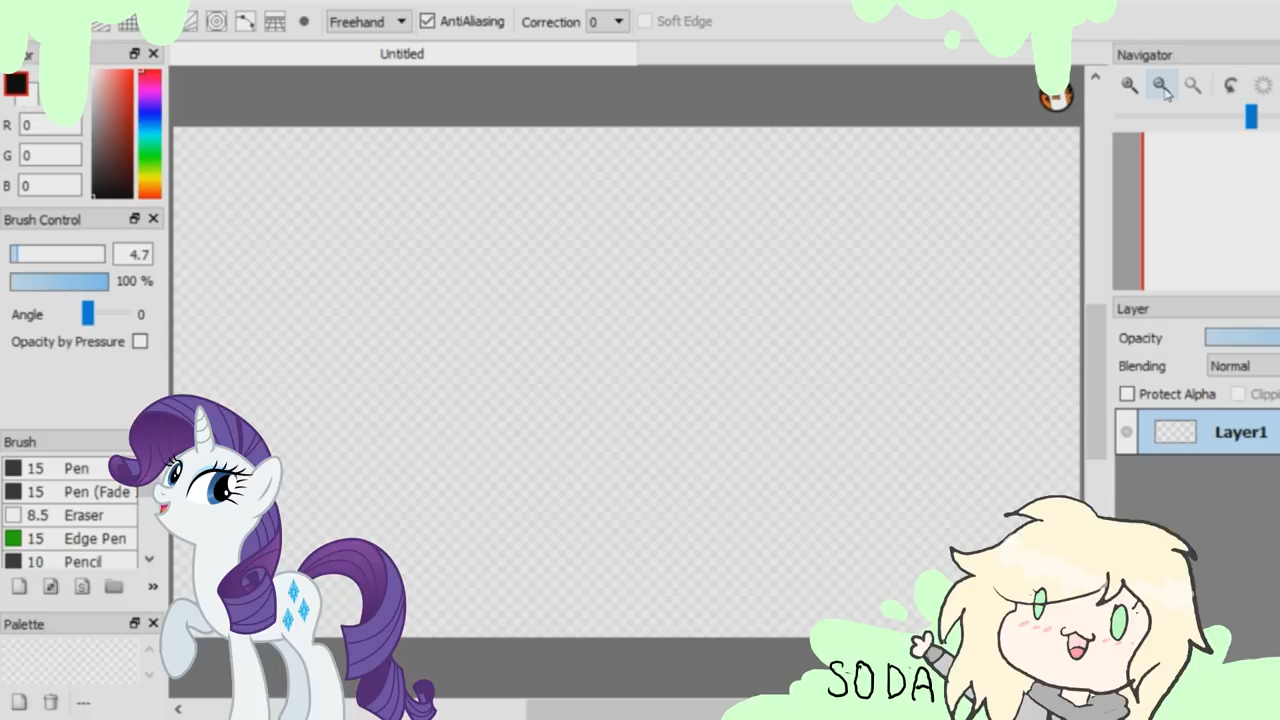 Freehand AntiAliasing Correction 0 Soft Edge
Untitled
Navigator
R 0
G 0
B 0
Brush Control
4.7
100 %
Angle 0
Opacity by Pressure
Layer
Opacity
Blending Normal
Protect Alpha
Layer1
Brush
15 Pen
15 Pen (Fade
8.5 Eraser
15 Edge Pen
10 Pencil
Palette
SODA